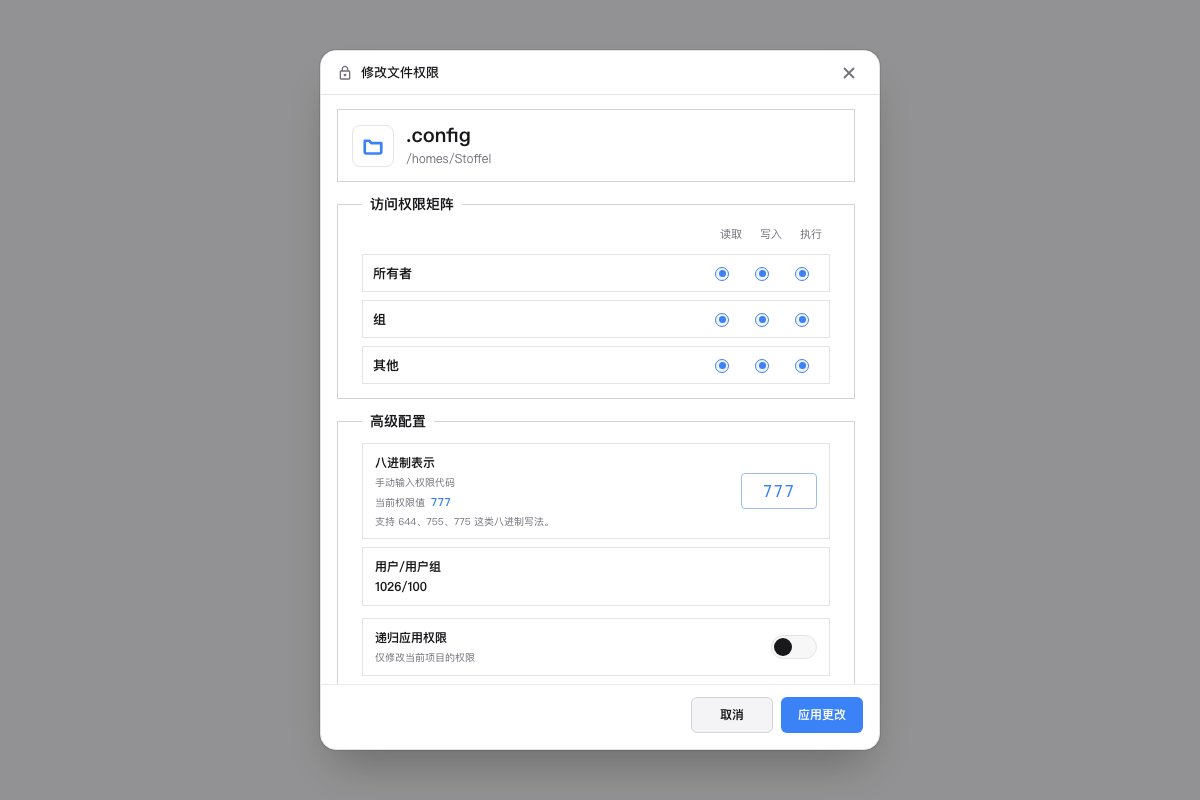 修改文件权限
.config
/homes/Stoffel
访问权限矩阵
读取 写入 执行
所有者
组
其他
高级配置
八进制表示
手动输入权限代码
当前权限值 777
支持 644、755、775 这类八进制写法。
777
用户/用户组
1026/100
递归应用权限
仅修改当前项目的权限
取消 应用更改